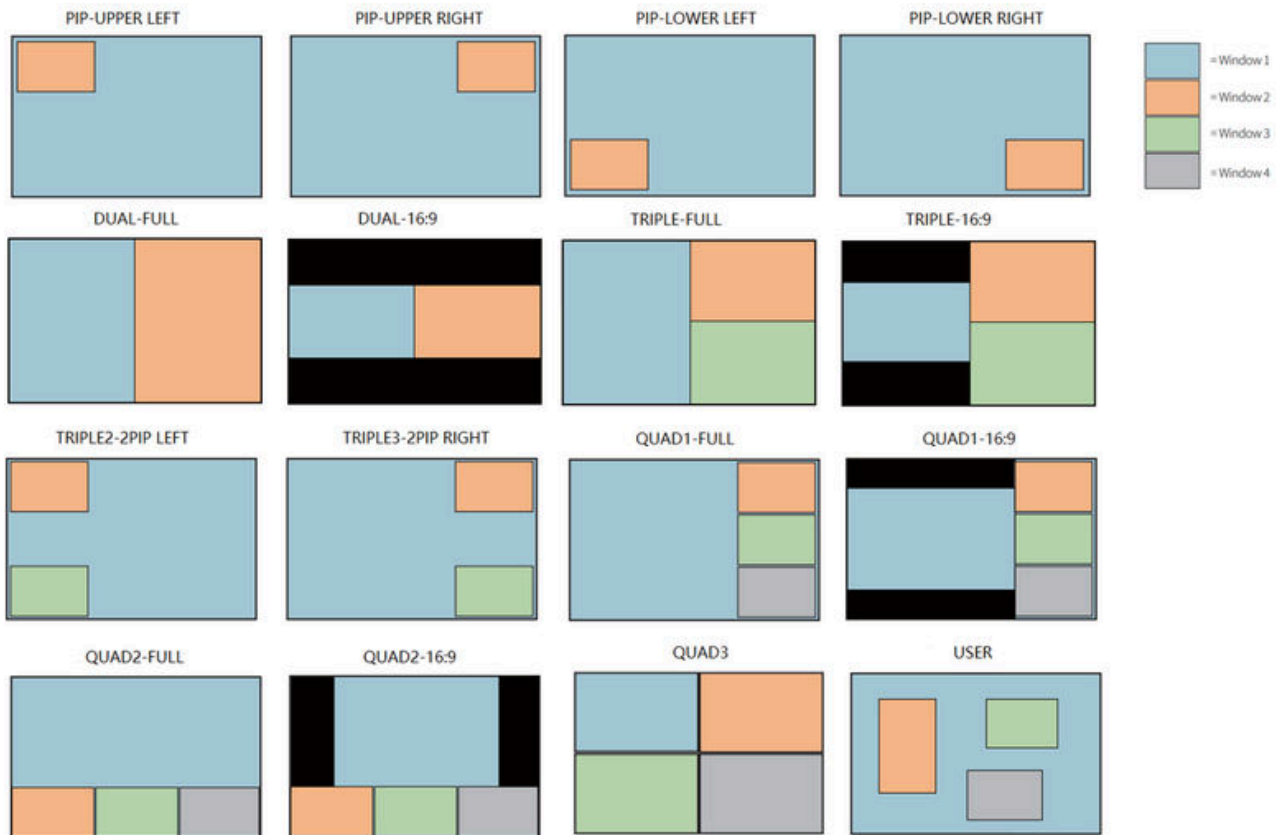 PIP-UPPER LEFT
PIP-UPPER RIGHT
PIP-LOWER LEFT
PIP-LOWER RIGHT
= Window 1
= Window 2
= Window 3
= Window 4
DUAL-FULL
DUAL-16:9
TRIPLE-FULL
TRIPLE-16:9
TRIPLE2-2PIP LEFT
TRIPLE3-2PIP RIGHT
QUAD1-FULL
QUAD1-16:9
QUAD2-FULL
QUAD2-16:9
QUAD3
USER